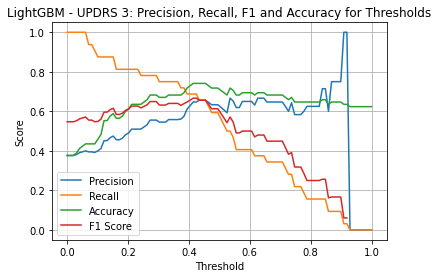 LightGBM - UPDRS 3: Precision, Recall, F1 and Accuracy for Thresholds
1.0
0.8
0.6
0.4
0.2
0.0
Score
Precision
Recall
Accuracy
F1 Score
0.0 0.2 0.4 0.6 0.8 1.0
Threshold